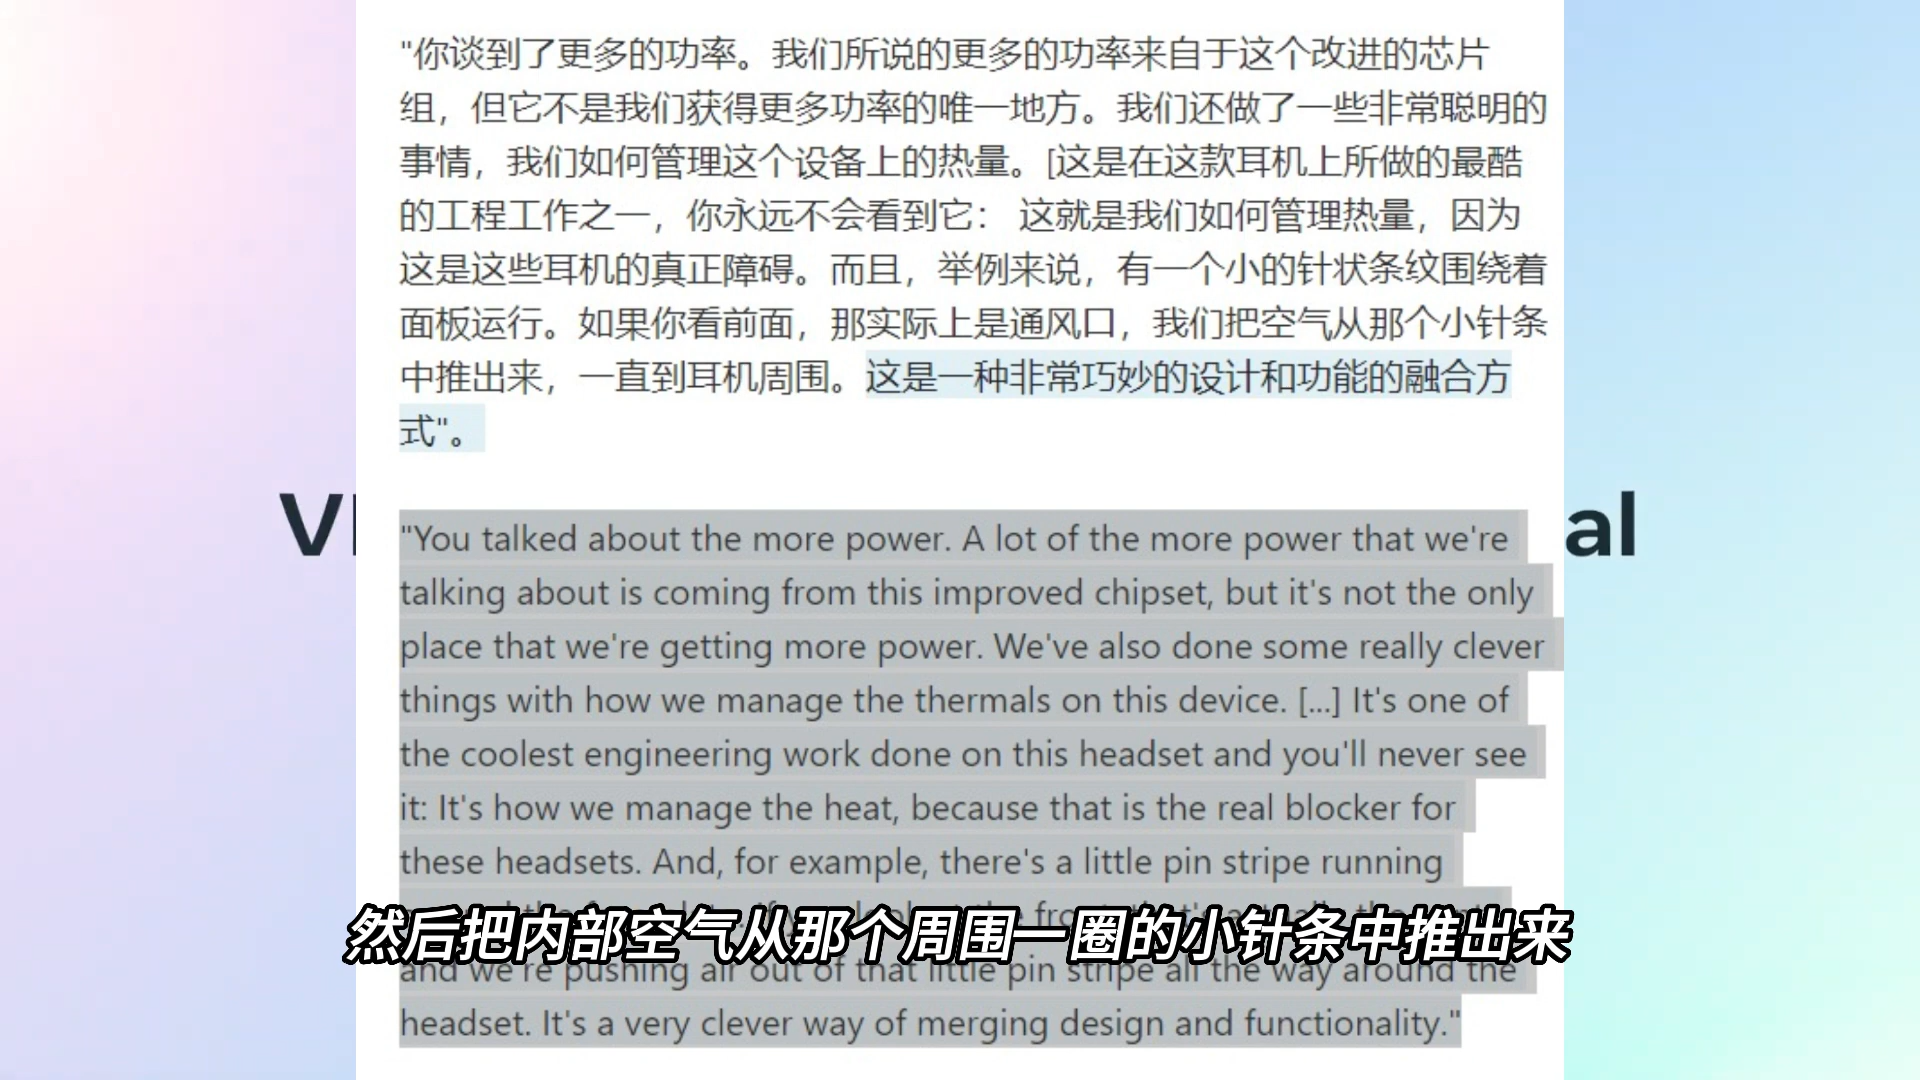 "你谈到了更多的功率。我们所说的更多的功率来自于这个改进的芯片
组，但它不是我们获得更多功率的唯一地方。我们还做了一些非常聪明的
事情，我们如何管理这个设备上的热量。[这是在这款耳机上所做的最酷
的工程工作之一，你永远不会看到它： 这就是我们如何管理热量，因为
这是这些耳机的真正障碍。而且，举例来说，有一个小的针状条纹围绕着
面板运行。如果你看前面，那实际上是通风口，我们把空气从那个小针条
中推出来，一直到耳机周围。这是一种非常巧妙的设计和功能的融合方
式"。
al
"You talked about the more power. A lot of the more power that we're
talking about is coming from this improved chipset, but it's not the only
place that we're getting more power. We've also done some really clever
things with how we manage the thermals on this device. [...] It's one of
the coolest engineering work done on this headset and you'll never see
it: It's how we manage the heat, because that is the real blocker for
these headsets. And, for example, there's a little pin stripe running
然后把内部空气从那个周围一圈的小针条中推出来
and we're pushing air out of that little pin stripe all the way around the
headset. It's a very clever way of merging design and functionality."